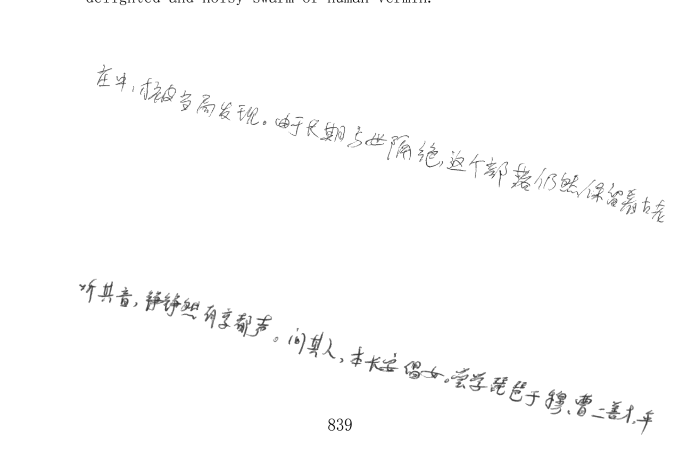 delighted and noisy swarm of human vermin.
庄中,才被当局发现。由于长期与世隔绝,这个部落仍然保留着古老
听其音,铮铮然有京都声。问其人,本长安倡女。尝学琵琶于穆、曹二善才,年
839